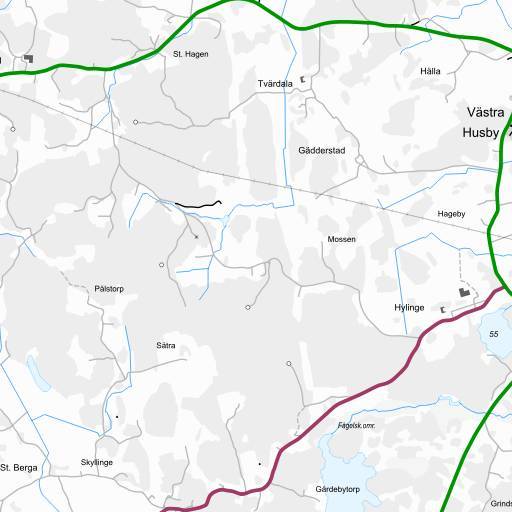 St. Hagen
Hälla
Tvärdala
Västra
Husby
Gädderstad
Hageby
Mossen
Pålstorp
Hylinge
55
Sätra
Fågelsk.omr.
Skyllinge
St. Berga
Gårdebytorp
Grinds